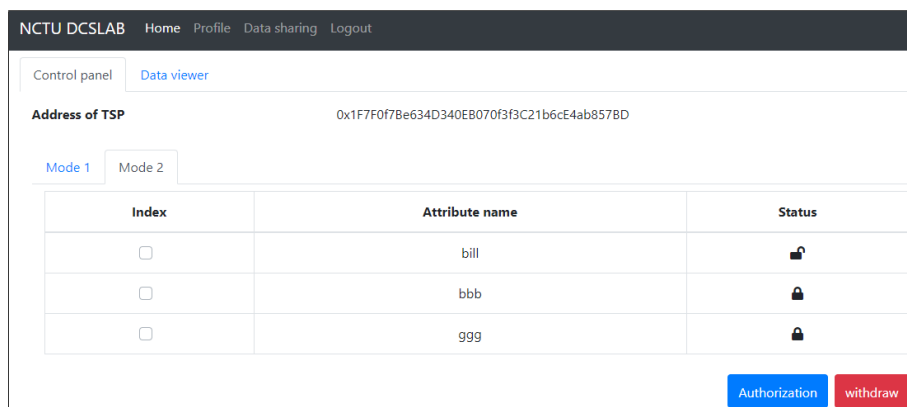 NCTU DCSLAB Home Profile Data sharing Logout
Control panel Data viewer
Address of TSP 0x1F7F0f7Be634D340EB070f3f3C21b6cE4ab857BD
Mode 1 Mode 2
Index Attribute name Status
bill
bbb
ggg
Authorization withdraw